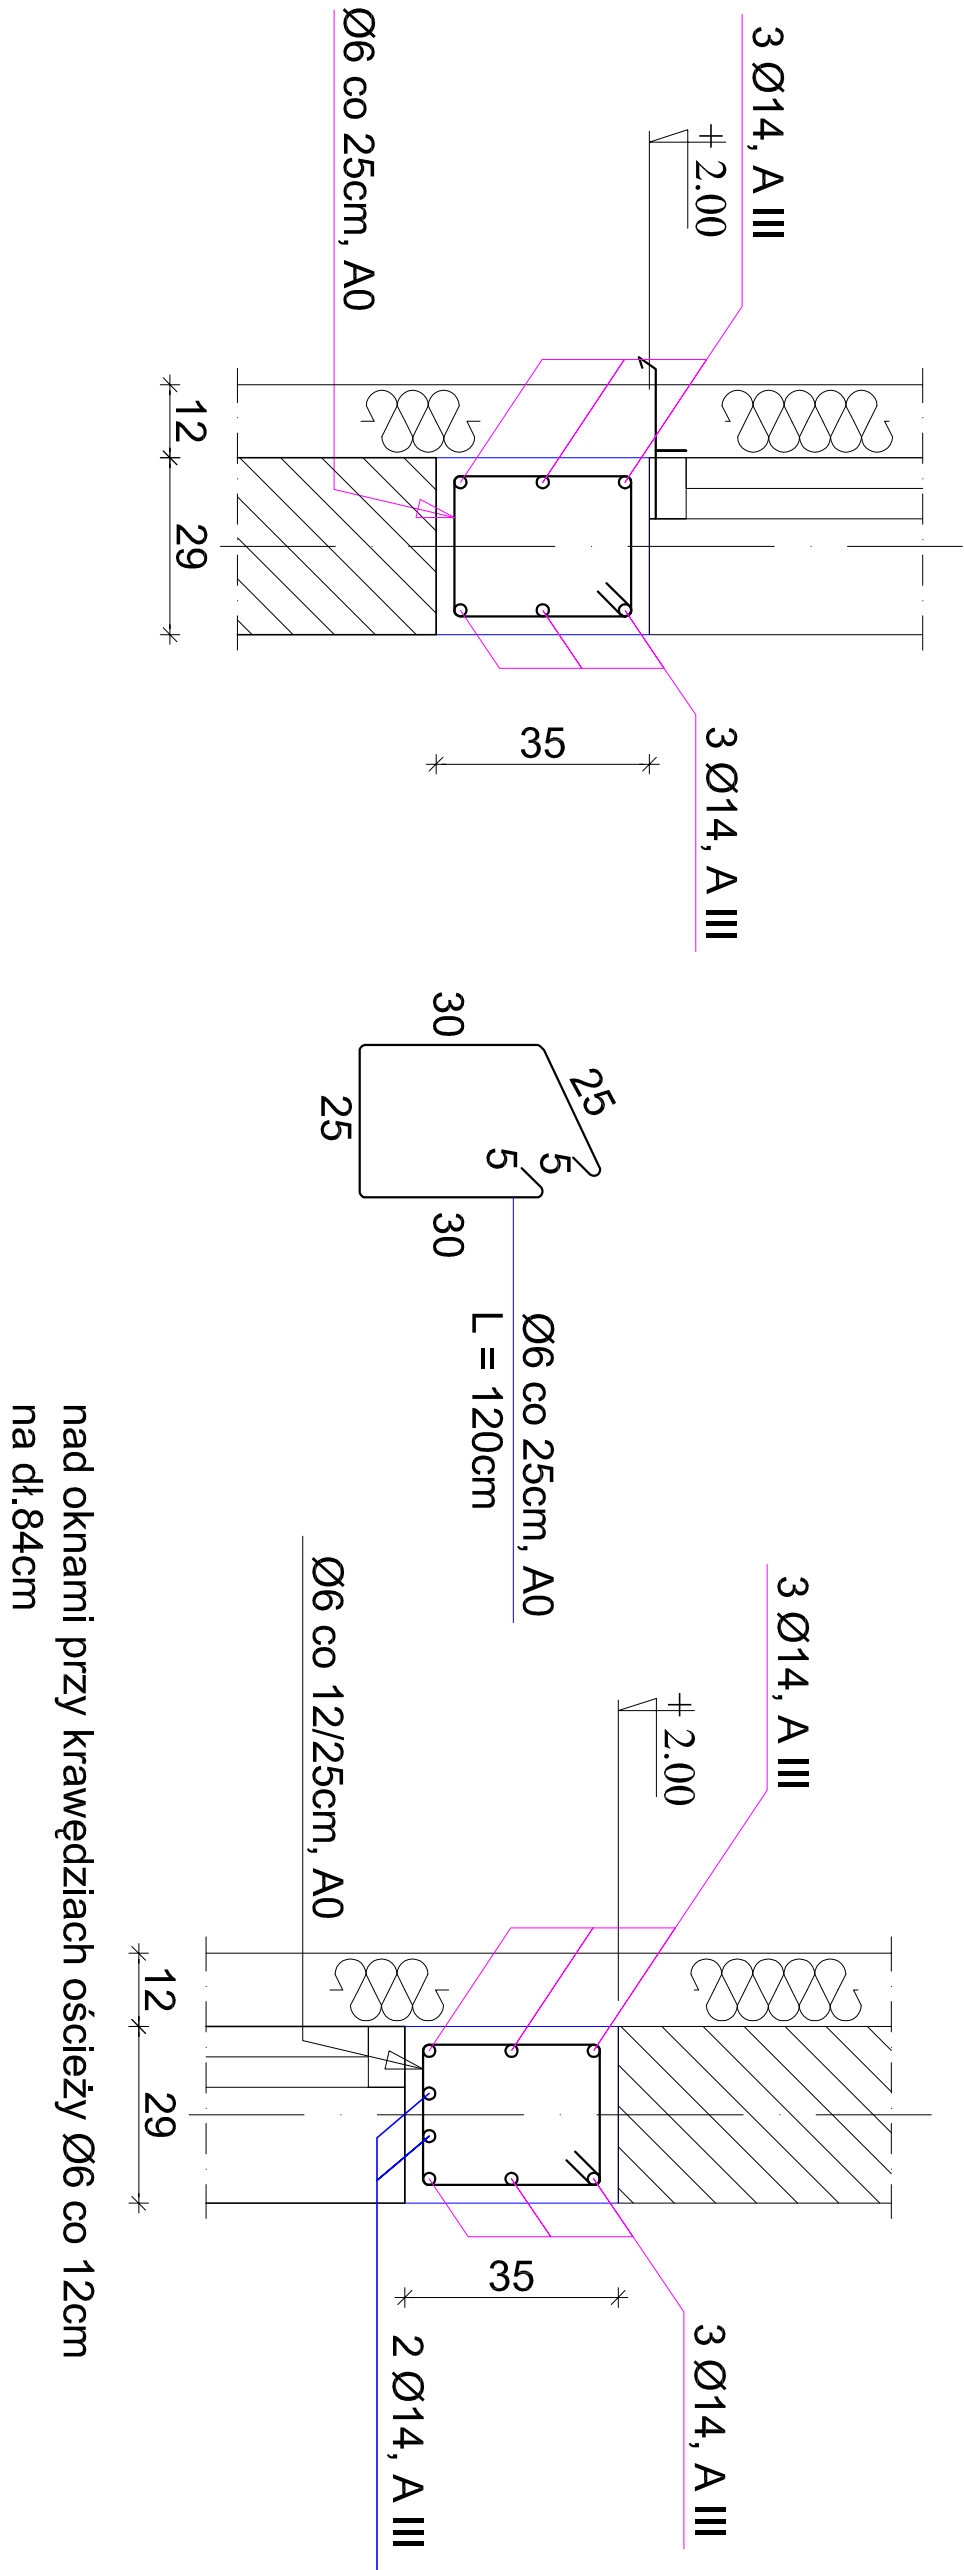 3 Ø14, A III
+ 2.00
Ø6 co 25cm, A0
12
29
35
3 Ø14, A III
30
25
25
5
5
30
Ø6 co 25cm, A0
L = 120cm
3 Ø14, A III
+ 2.00
Ø6 co 12/25cm, A0
12
29
35
3 Ø14, A III
2 Ø14, A III
nad oknami przy krawędziach ościeży Ø6 co 12cm
na dł.84cm